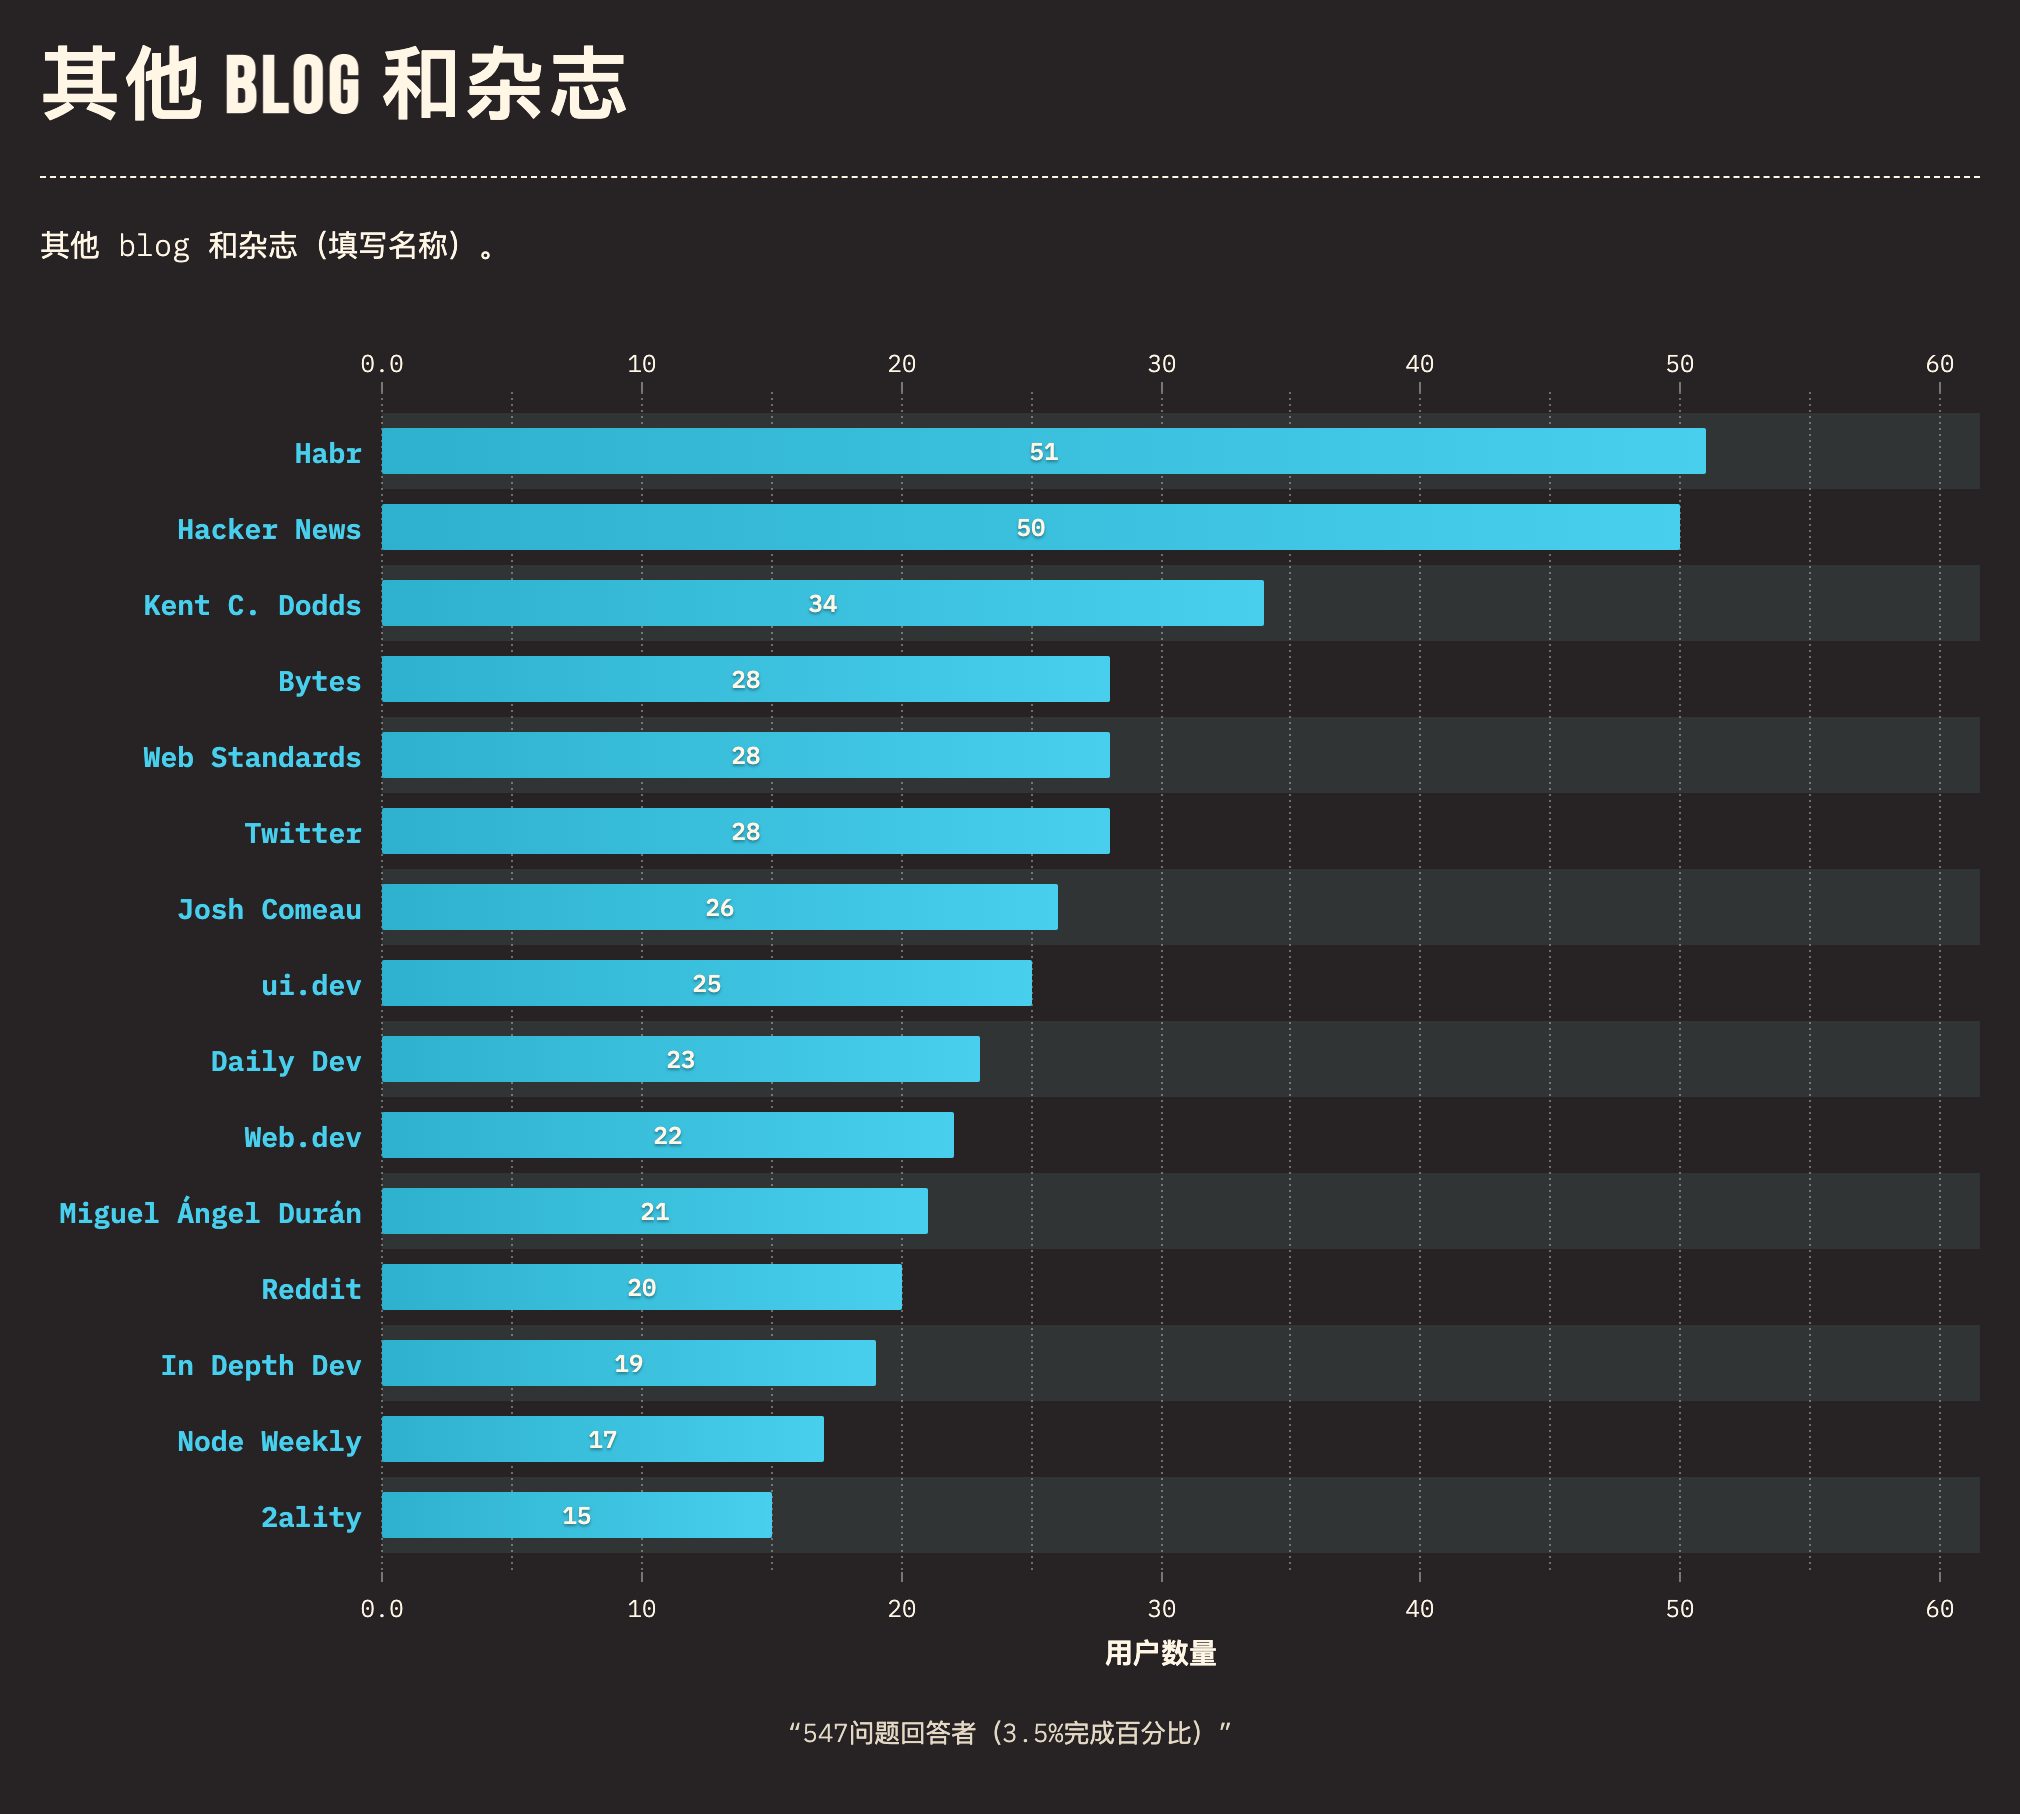 其他 BLOG 和杂志
其他 blog 和杂志（填写名称）。
0.0 10 20 30 40 50 60
Habr 51
Hacker News 50
Kent C. Dodds 34
Bytes 28
Web Standards 28
Twitter 28
Josh Comeau 26
ui.dev 25
Daily Dev 23
Web.dev 22
Miguel Ángel Durán 21
Reddit 20
In Depth Dev 19
Node Weekly 17
2ality 15
0.0 10 20 30 40 50 60
用户数量
“547问题回答者（3.5%完成百分比）”